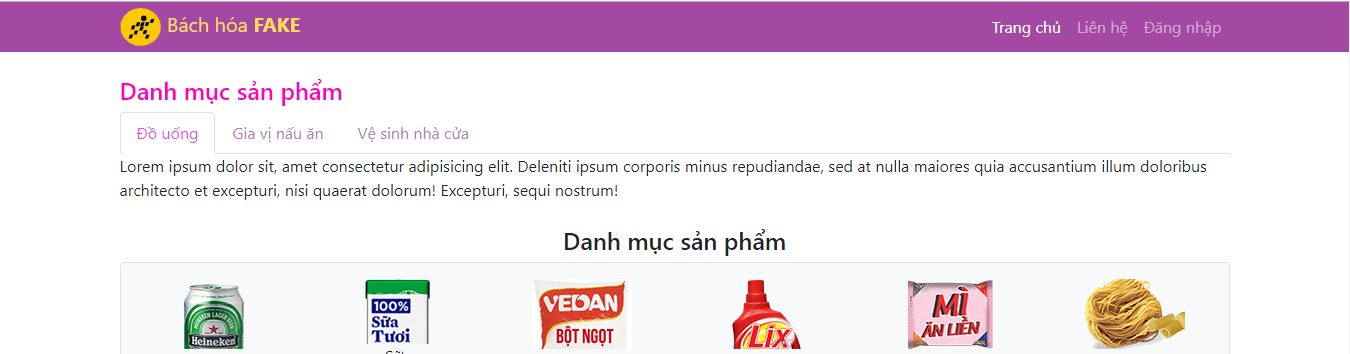 Bách hóa FAKE
Trang chủ Liên hệ Đăng nhập
Danh mục sản phẩm
Đồ uống Gia vị nấu ăn Vệ sinh nhà cửa
Lorem ipsum dolor sit, amet consectetur adipisicing elit. Deleniti ipsum corporis minus repudiandae, sed at nulla maiores quia accusantium illum doloribus
architecto et excepturi, nisi quaerat dolorum! Excepturi, sequi nostrum!
Danh mục sản phẩm
HEINEKEN LAGER BEER
Heineken
100%
Sữa
Tươi
VEDAN
BỘT NGỌT
Lix
MÌ
ĂN LIỀN